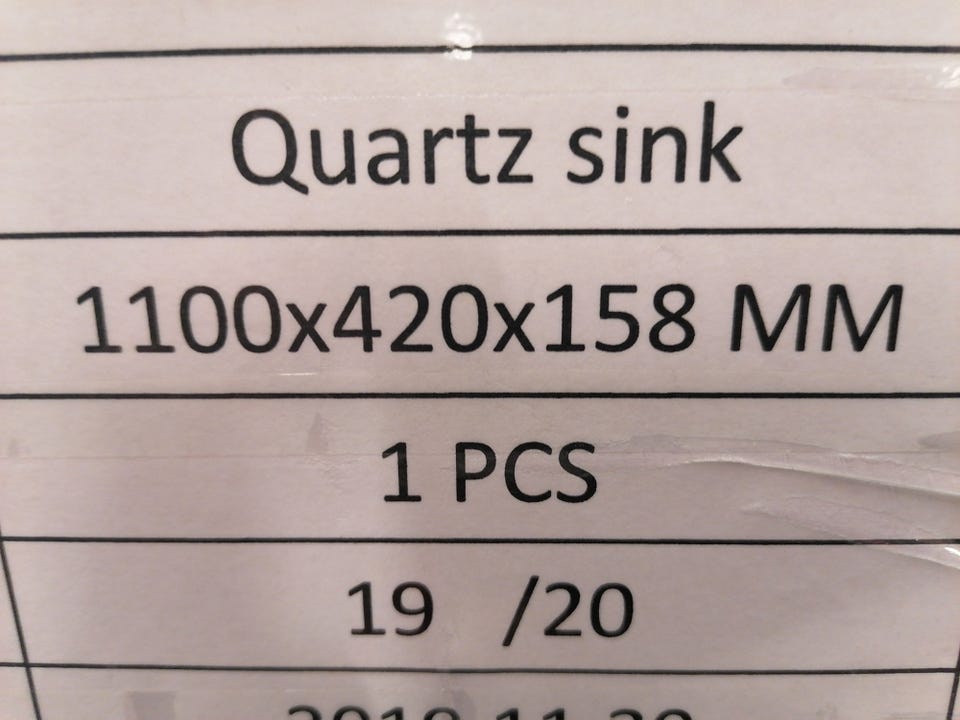 Quartz sink
1100x420x158 MM
1 PCS
19 /20